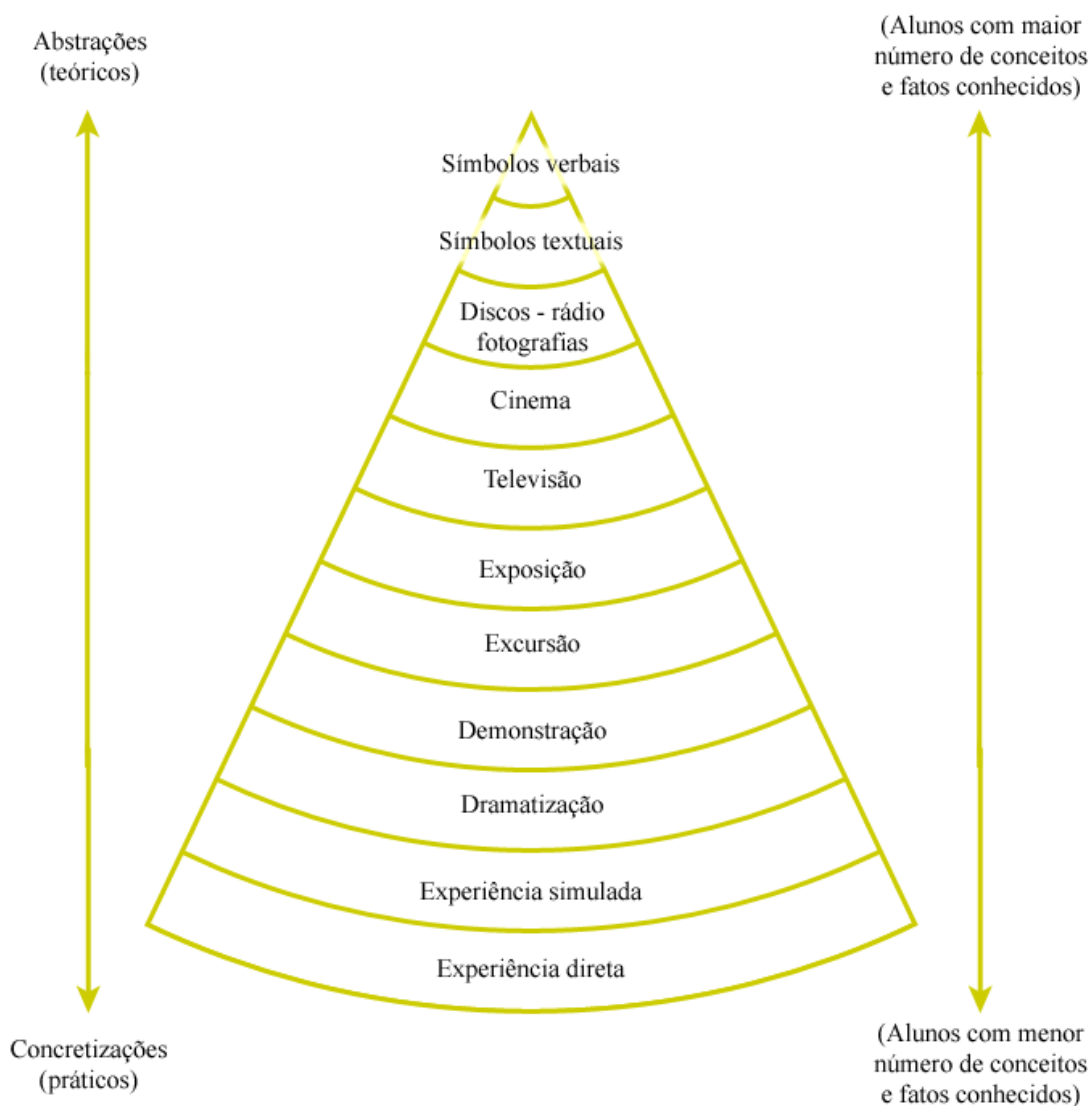 Abstrações
(teóricos)
(Alunos com maior
número de conceitos
e fatos conhecidos)
Símbolos verbais
Símbolos textuais
Discos - rádio
fotografias
Cinema
Televisão
Exposição
Excursão
Demonstração
Dramatização
Experiência simulada
Experiência direta
Concretizações
(práticos)
(Alunos com menor
número de conceitos
e fatos conhecidos)